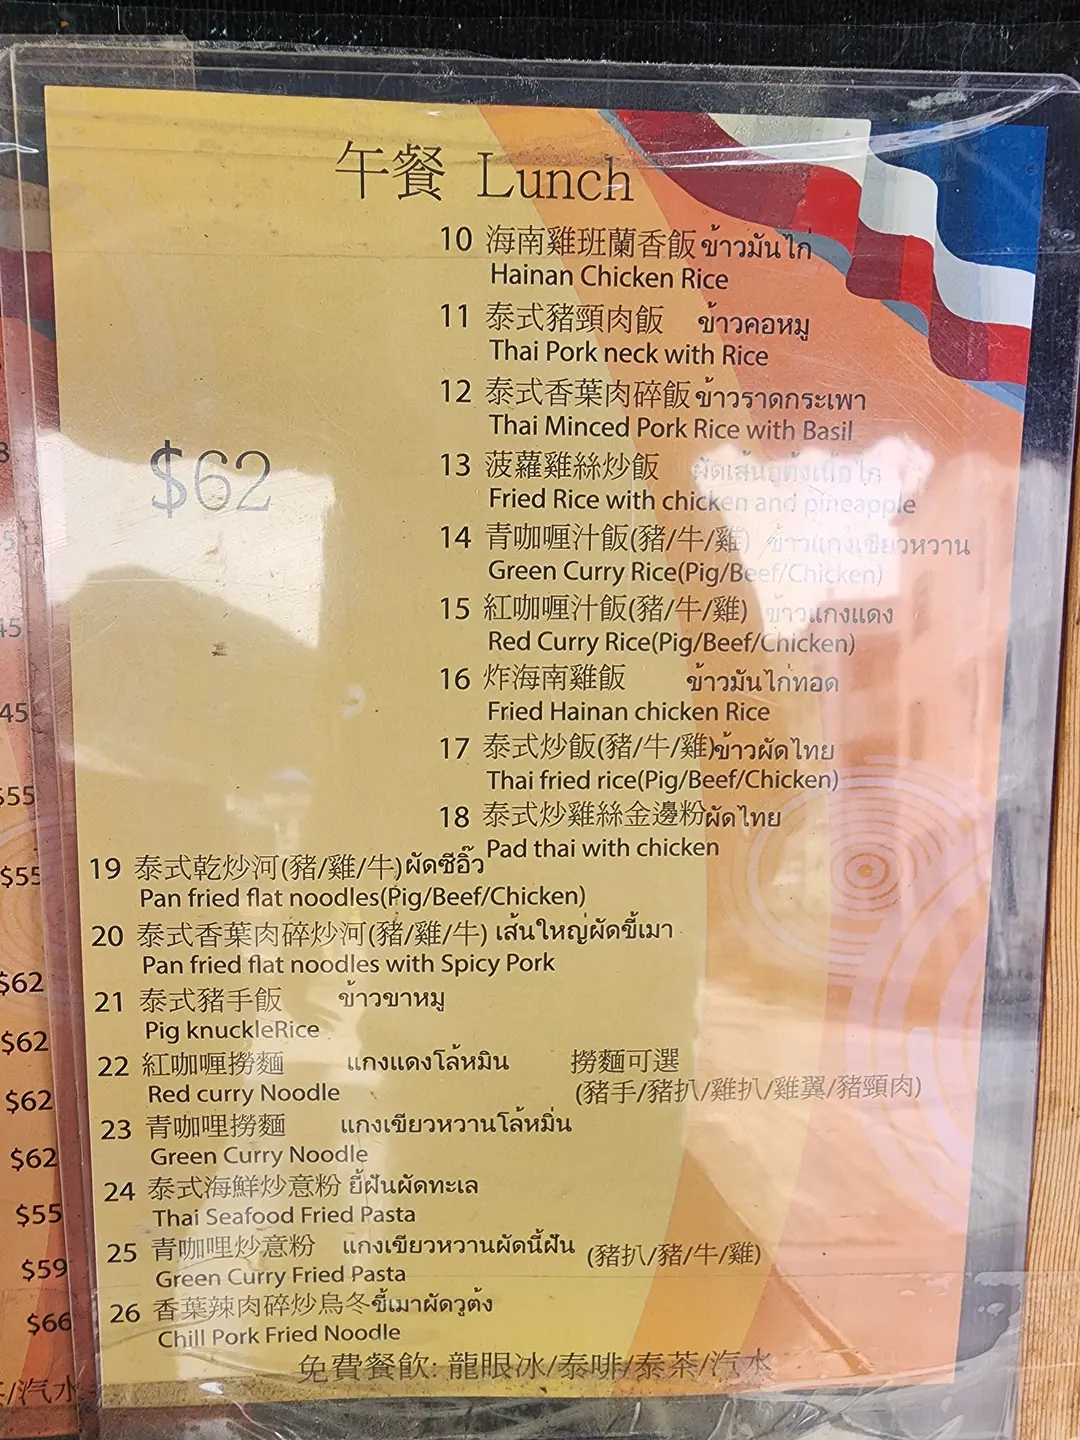 午餐 Lunch
10 海南雞班蘭香飯 ข้าวมันไก่
Hainan Chicken Rice
11 泰式豬頸肉飯 ข้าวคอหมู
Thai Pork neck with Rice
12 泰式香葉肉碎飯 ข้าวราดกระเพา
Thai Minced Pork Rice with Basil
$62
13 菠蘿雞絲炒飯
Fried Rice with chicken and pineapple
14 青咖喱汁飯(豬/牛/雞) ข้าวแกงเขียวหวาน
Green Curry Rice(Pig/Beef/Chicken)
15 紅咖喱汁飯(豬/牛/雞) ข้าวแกงแดง
Red Curry Rice(Pig/Beef/Chicken)
16 炸海南雞飯 ข้าวมันไก่ทอด
Fried Hainan chicken Rice
17 泰式炒飯(豬/牛/雞)ข้าวผัดไทย
Thai fried rice(Pig/Beef/Chicken)
18 泰式炒雞絲金邊粉ผัดไทย
Pad thai with chicken
19 泰式乾炒河(豬/雞/牛)ผัดซีอิ๊ว
Pan fried flat noodles(Pig/Beef/Chicken)
20 泰式香葉肉碎炒河(豬/雞/牛) เส้นใหญ่ผัดขี้เมา
Pan fried flat noodles with Spicy Pork
21 泰式豬手飯 ข้าวขาหมู
Pig knuckleRice
22 紅咖喱撈麵 แกงแดงโล้หมิน 撈麵可選
Red curry Noodle (豬手/豬扒/雞扒/雞翼/豬頸肉)
23 青咖哩撈麵 แกงเขียวหวานโล้หมิ่น
Green Curry Noodle
24 泰式海鮮炒意粉 ยี้ฝันผัดทะเล
Thai Seafood Fried Pasta
25 青咖哩炒意粉 แกงเขียวหวานผัดนี้ฝัน (豬扒/豬/牛/雞)
Green Curry Fried Pasta
26 香葉辣肉碎炒烏冬ขี้เมาผัดวูต้ง
Chill Pork Fried Noodle
免費餐飲: 龍眼冰/泰啡/泰茶/汽水
45
$55
$55
$62
$62
$62
$62
$55
$59
$66
/汽水